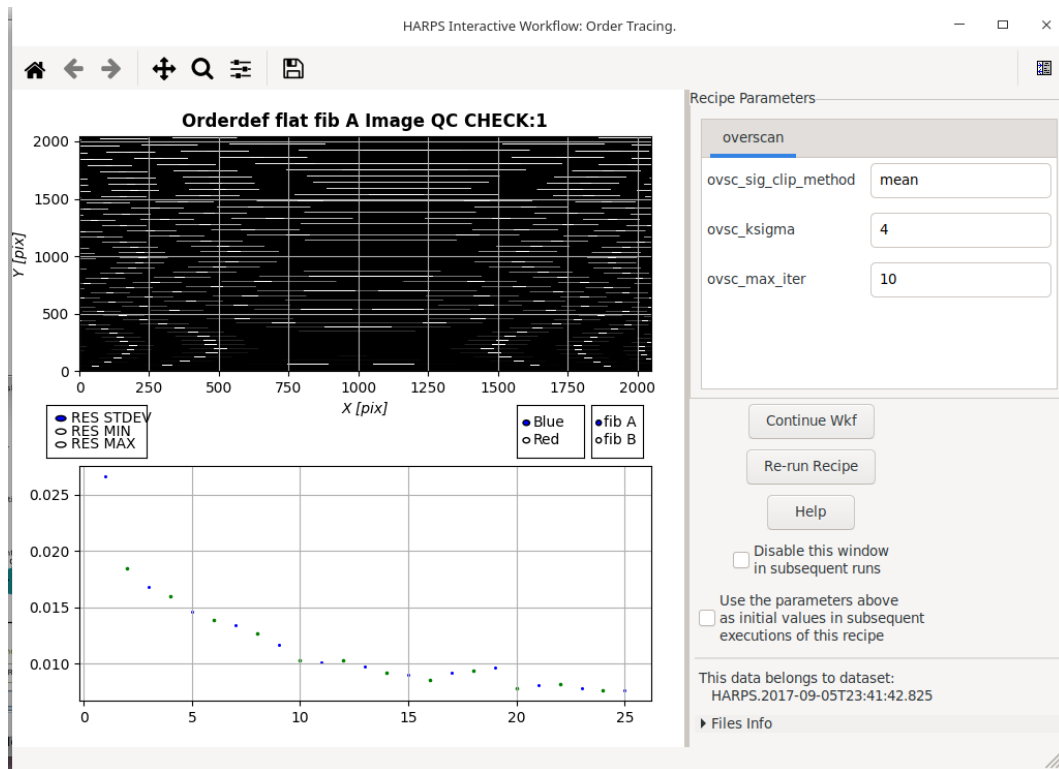 HARPS Interactive Workflow: Order Tracing.
Recipe Parameters
Orderdef flat fib A Image QC CHECK:1
2000
1500
1000
500
0
Y [pix]
0 250 500 750 1000 1250 1500 1750 2000
X [pix]
RES STDEV
RES MIN
RES MAX
Blue
Red
fib A
fib B
0.025
0.020
0.015
0.010
0 5 10 15 20 25
overscan
ovsc_sig_clip_method mean
ovsc_ksigma 4
ovsc_max_iter 10
Continue Wkf
Re-run Recipe
Help
Disable this window
in subsequent runs
Use the parameters above
as initial values in subsequent
executions of this recipe
This data belongs to dataset:
HARPS.2017-09-05T23:41:42.825
Files Info